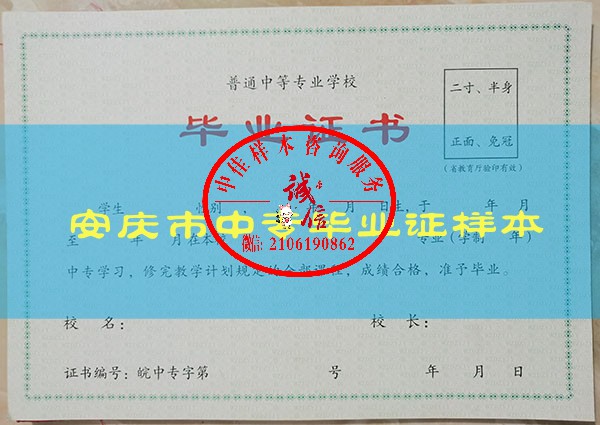 普通中等专业学校
毕业证书
二寸、半身
正面、免冠
(省教育厅验印有效)
中佳样本咨询服务
诚信
2106190862
学生 性别 , 年 月 日生,于 年 月
安庆市中专毕业证样本
至 年 月在本 专业(学制 年)
中专学习,修完教学计划规定的全部课程,成绩合格,准予毕业。
校 名: 校 长:
证书编号:皖中专字第 号 年 月 日